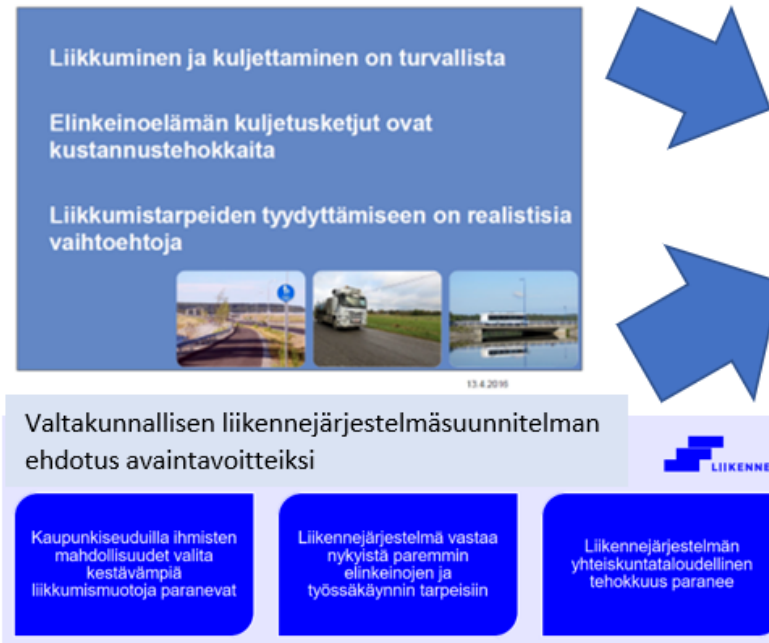 Liikkuminen ja kuljettaminen on turvallista
Elinkeinoelämän kuljetusketjut ovat
kustannustehokkaita
Liikkumistarpeiden tyydyttämiseen on realistisia
vaihtoehtoja
13.4.2016
Valtakunnallisen liikennejärjestelmäsuunnitelman
ehdotus avaintavoitteiksi
LIIKENNE
Kaupunkiseuduilla ihmisten
mahdollisuudet valita
kestävämpiä
liikkumismuotoja paranevat
Liikennejärjestelmä vastaa
nykyistä paremmin
elinkeinojen ja
työssäkäynnin tarpeisiin
Liikennejärjestelmän
yhteiskuntataloudellinen
tehokkuus paranee